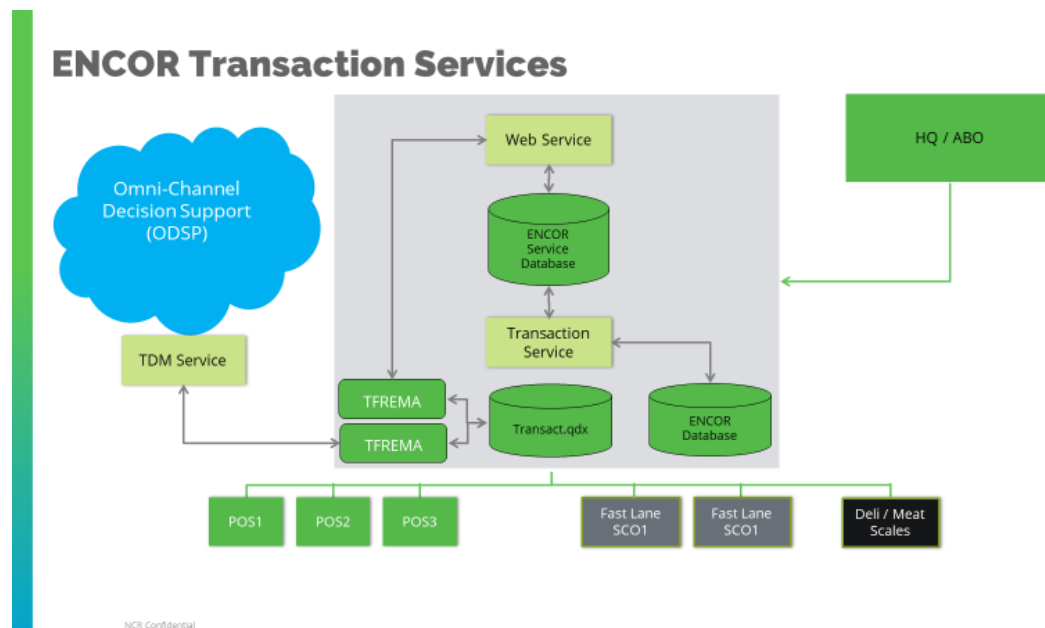 ENCOR Transaction Services
Omni-Channel
Decision Support
(ODSP)
Web Service
HQ / ABO
ENCOR
Service
Database
Transaction
Service
TDM Service
TFREMA
TFREMA
Transact.qdx
ENCOR
Database
POS1
POS2
POS3
Fast Lane
SCO1
Fast Lane
SCO1
Deli / Meat
Scales
NCR Confidential